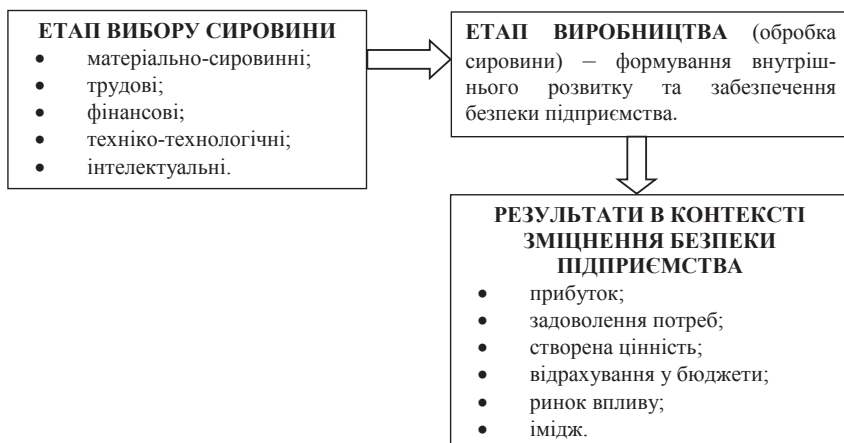 ЕТАП ВИБОРУ СИРОВИНИ
• матеріально-сировинні;
• трудові;
• фінансові;
• техніко-технологічні;
• інтелектуальні.
ЕТАП ВИРОБНИЦТВА (обробка
сировини) – формування внутріш-
нього розвитку та забезпечення
безпеки підприємства.
РЕЗУЛЬТАТИ В КОНТЕКСТІ
ЗМІЦНЕННЯ БЕЗПЕКИ
ПІДПРИЄМСТВА
• прибуток;
• задоволення потреб;
• створена цінність;
• відрахування у бюджети;
• ринок впливу;
• імідж.